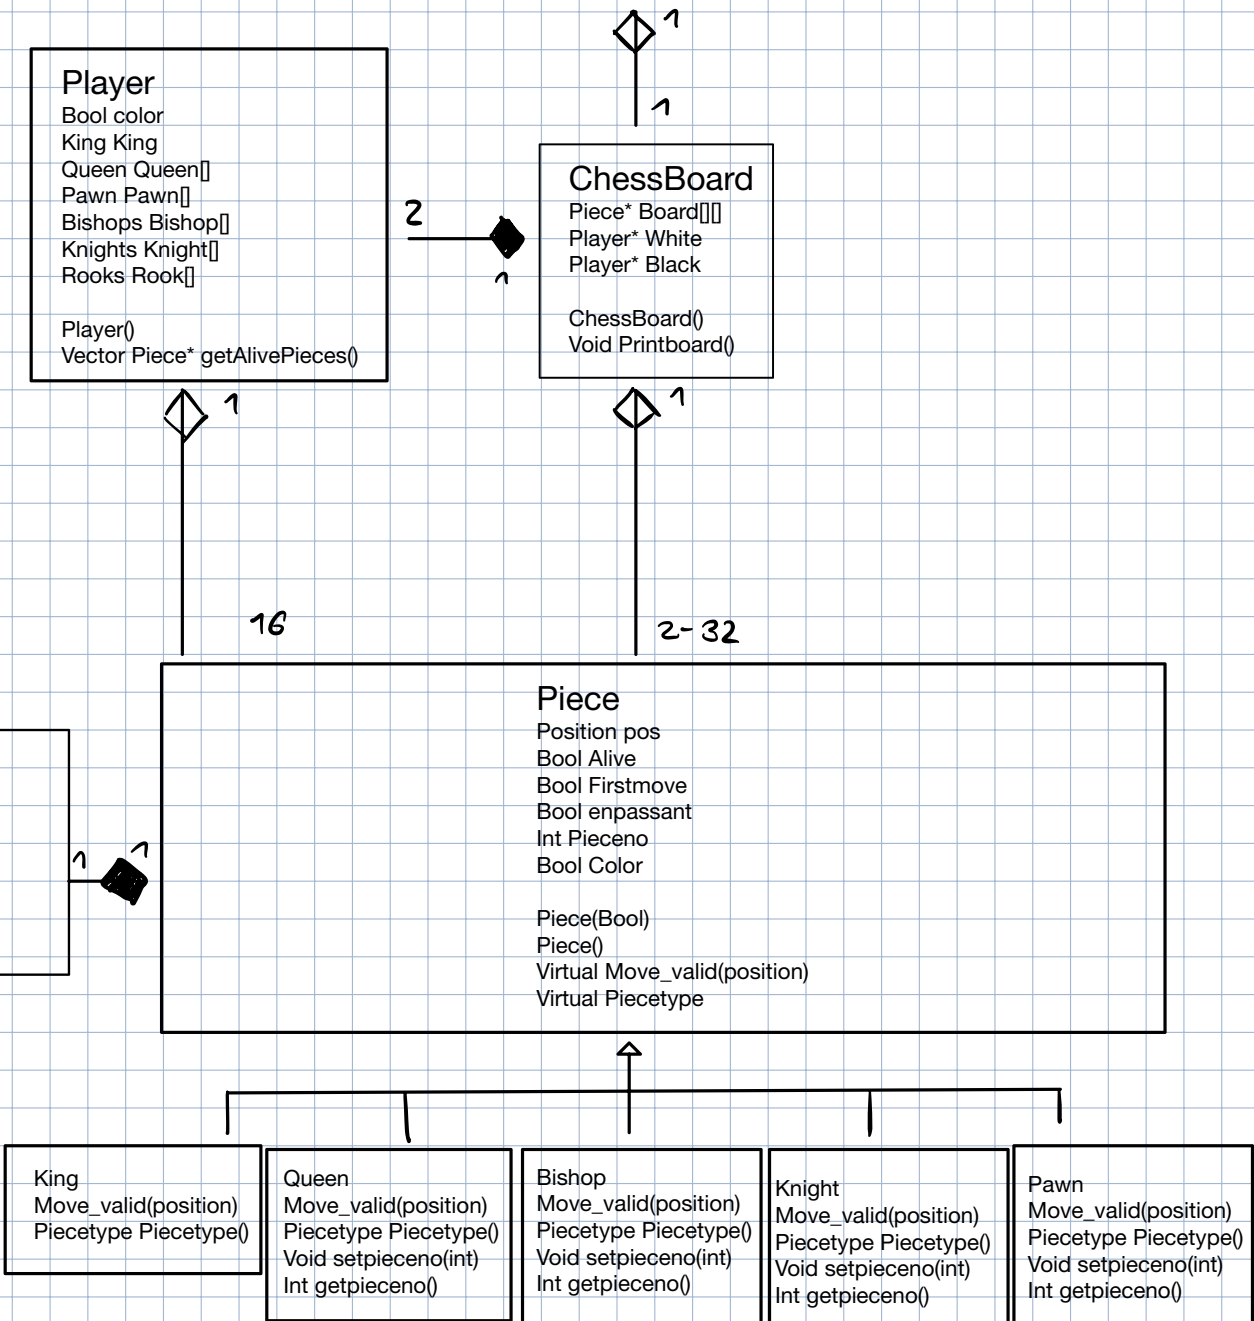 1
1
Player
Bool color
King King
Queen Queen[]
Pawn Pawn[]
Bishops Bishop[]
Knights Knight[]
Rooks Rook[]
Player()
Vector Piece* getAlivePieces()
2
1
ChessBoard
Piece* Board[][]
Player* White
Player* Black
ChessBoard()
Void Printboard()
1
1
16
2-32
Piece
Position pos
Bool Alive
Bool Firstmove
Bool enpassant
Int Pieceno
Bool Color
Piece(Bool)
Piece()
Virtual Move_valid(position)
Virtual Piecetype
1
1
King
Move_valid(position)
Piecetype Piecetype()
Queen
Move_valid(position)
Piecetype Piecetype()
Void setpieceno(int)
Int getpieceno()
Bishop
Move_valid(position)
Piecetype Piecetype()
Void setpieceno(int)
Int getpieceno()
Knight
Move_valid(position)
Piecetype Piecetype()
Void setpieceno(int)
Int getpieceno()
Pawn
Move_valid(position)
Piecetype Piecetype()
Void setpieceno(int)
Int getpieceno()